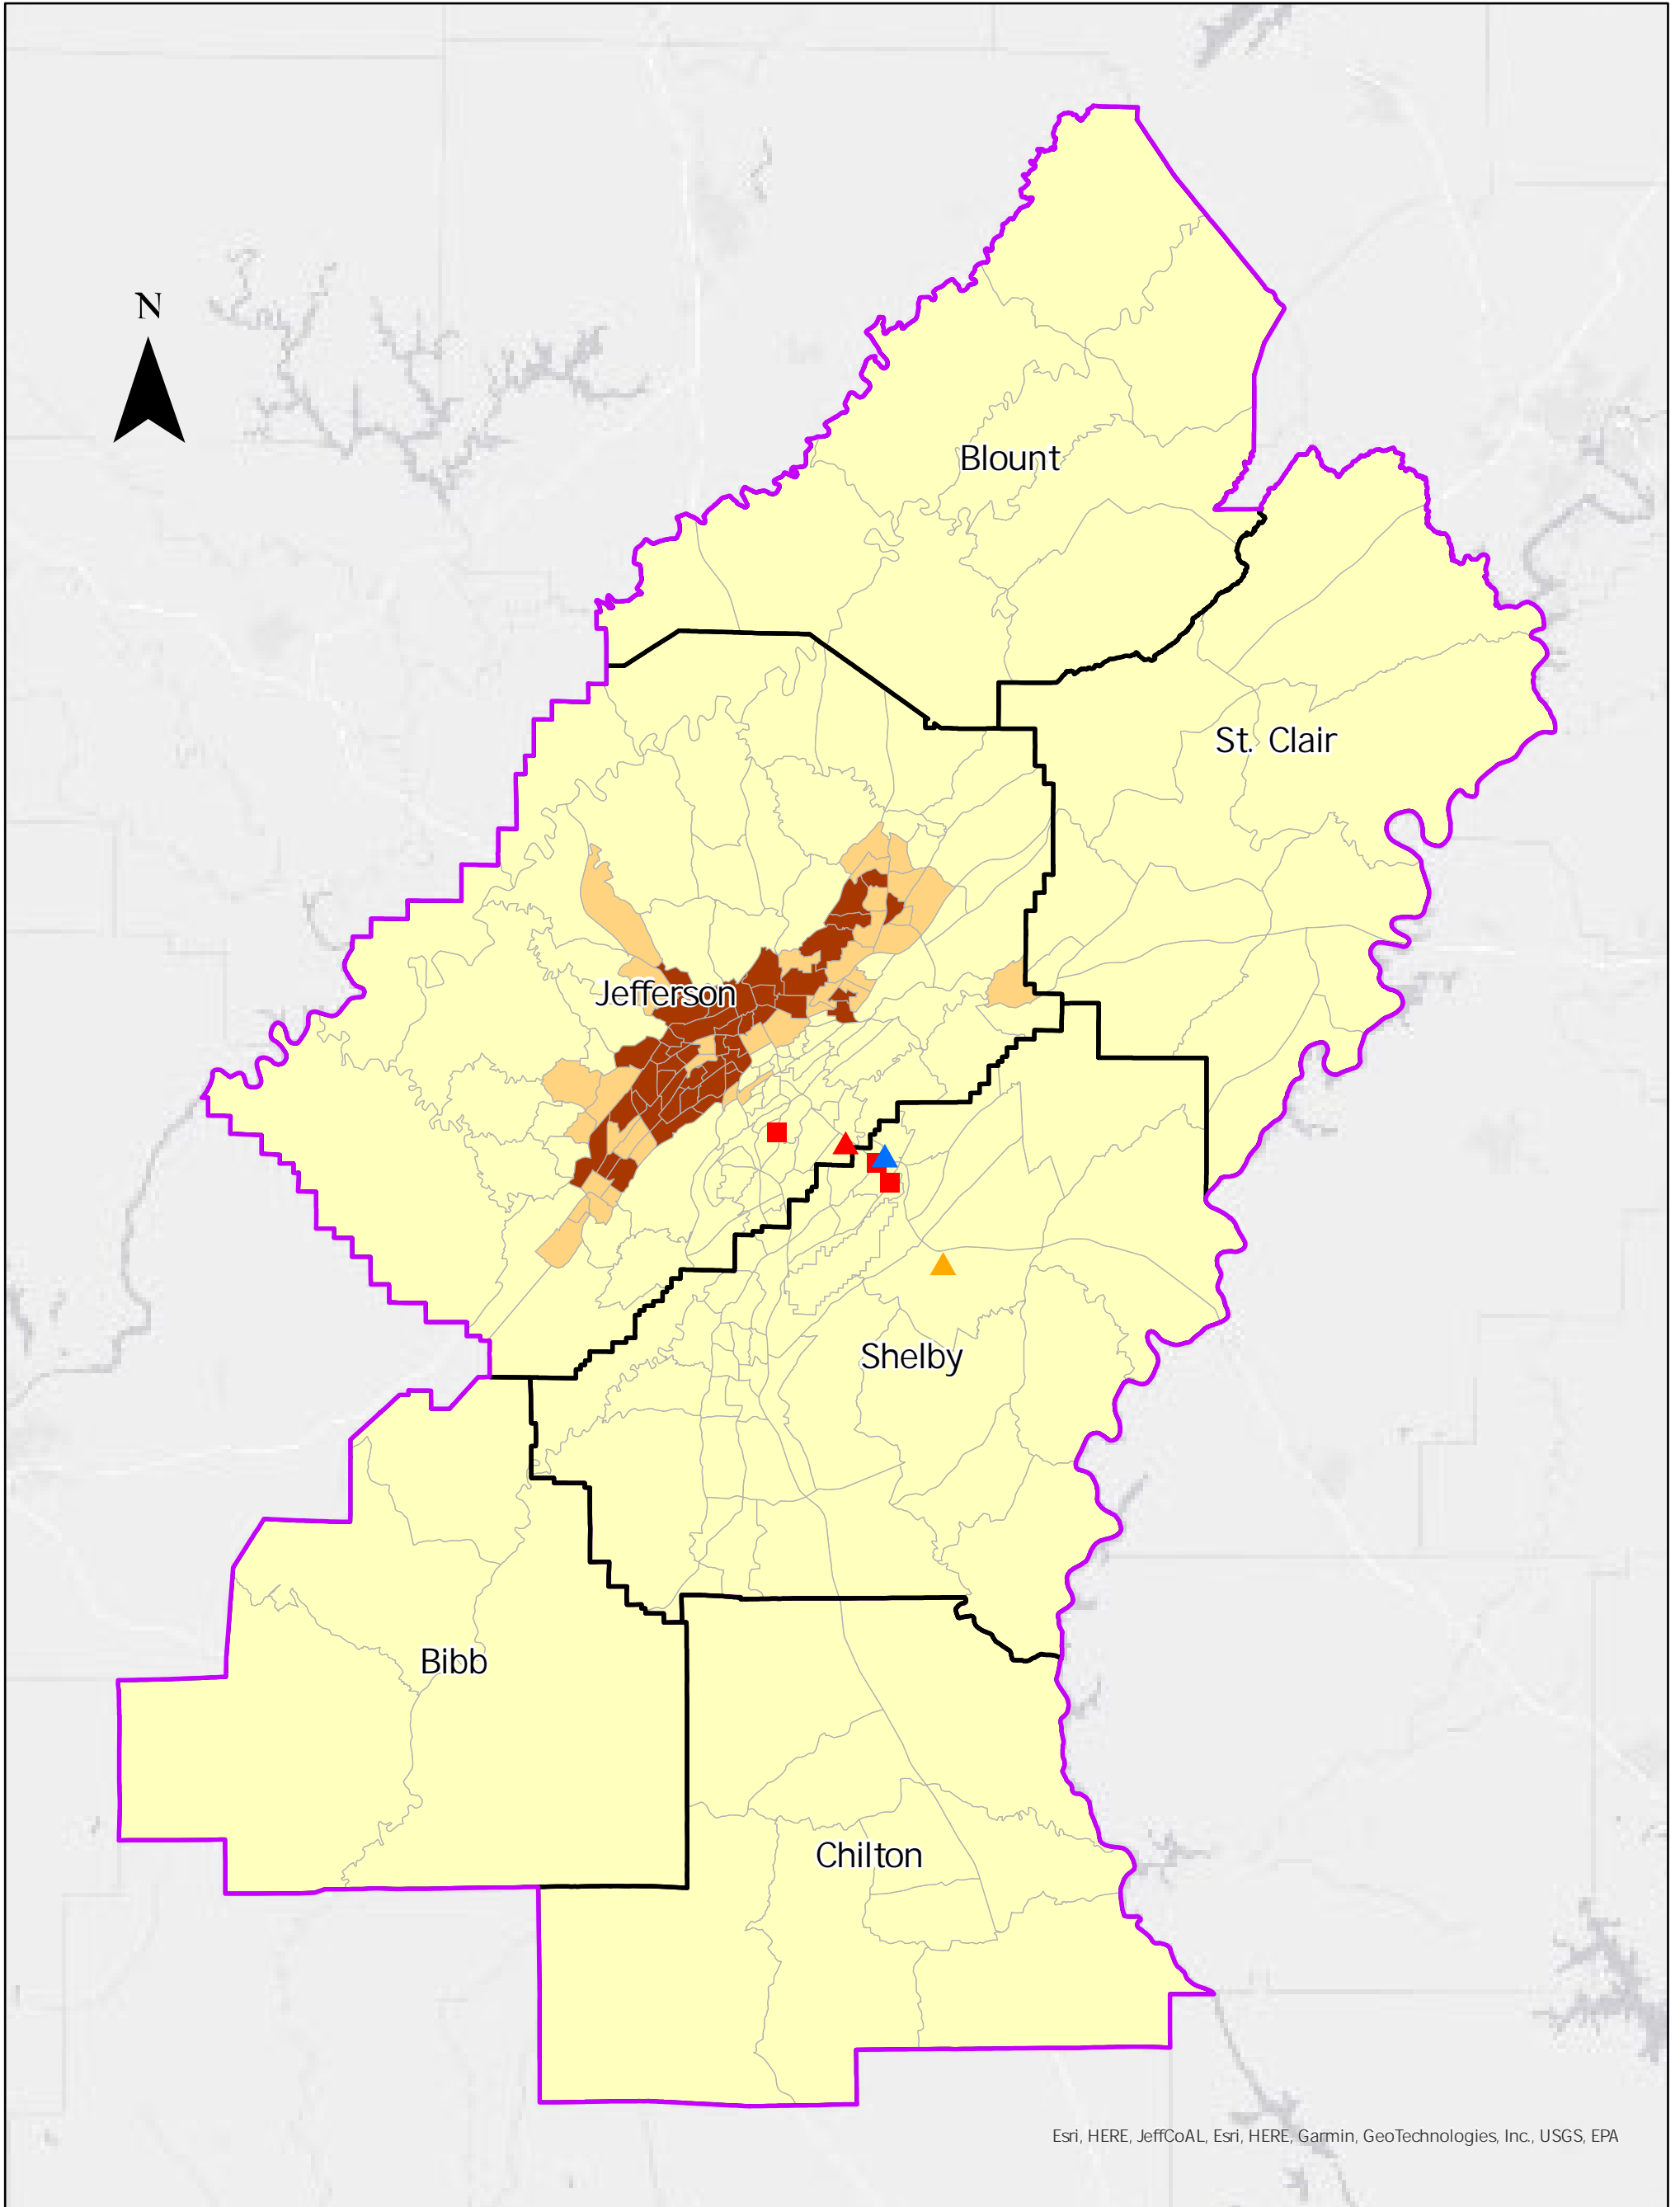 N
Blount
St. Clair
Jefferson
Shelby
Bibb
Chilton
Esri, HERE, JeffCoAL, Esri, HERE, Garmin, GeoTechnologies, Inc., USGS, EPA